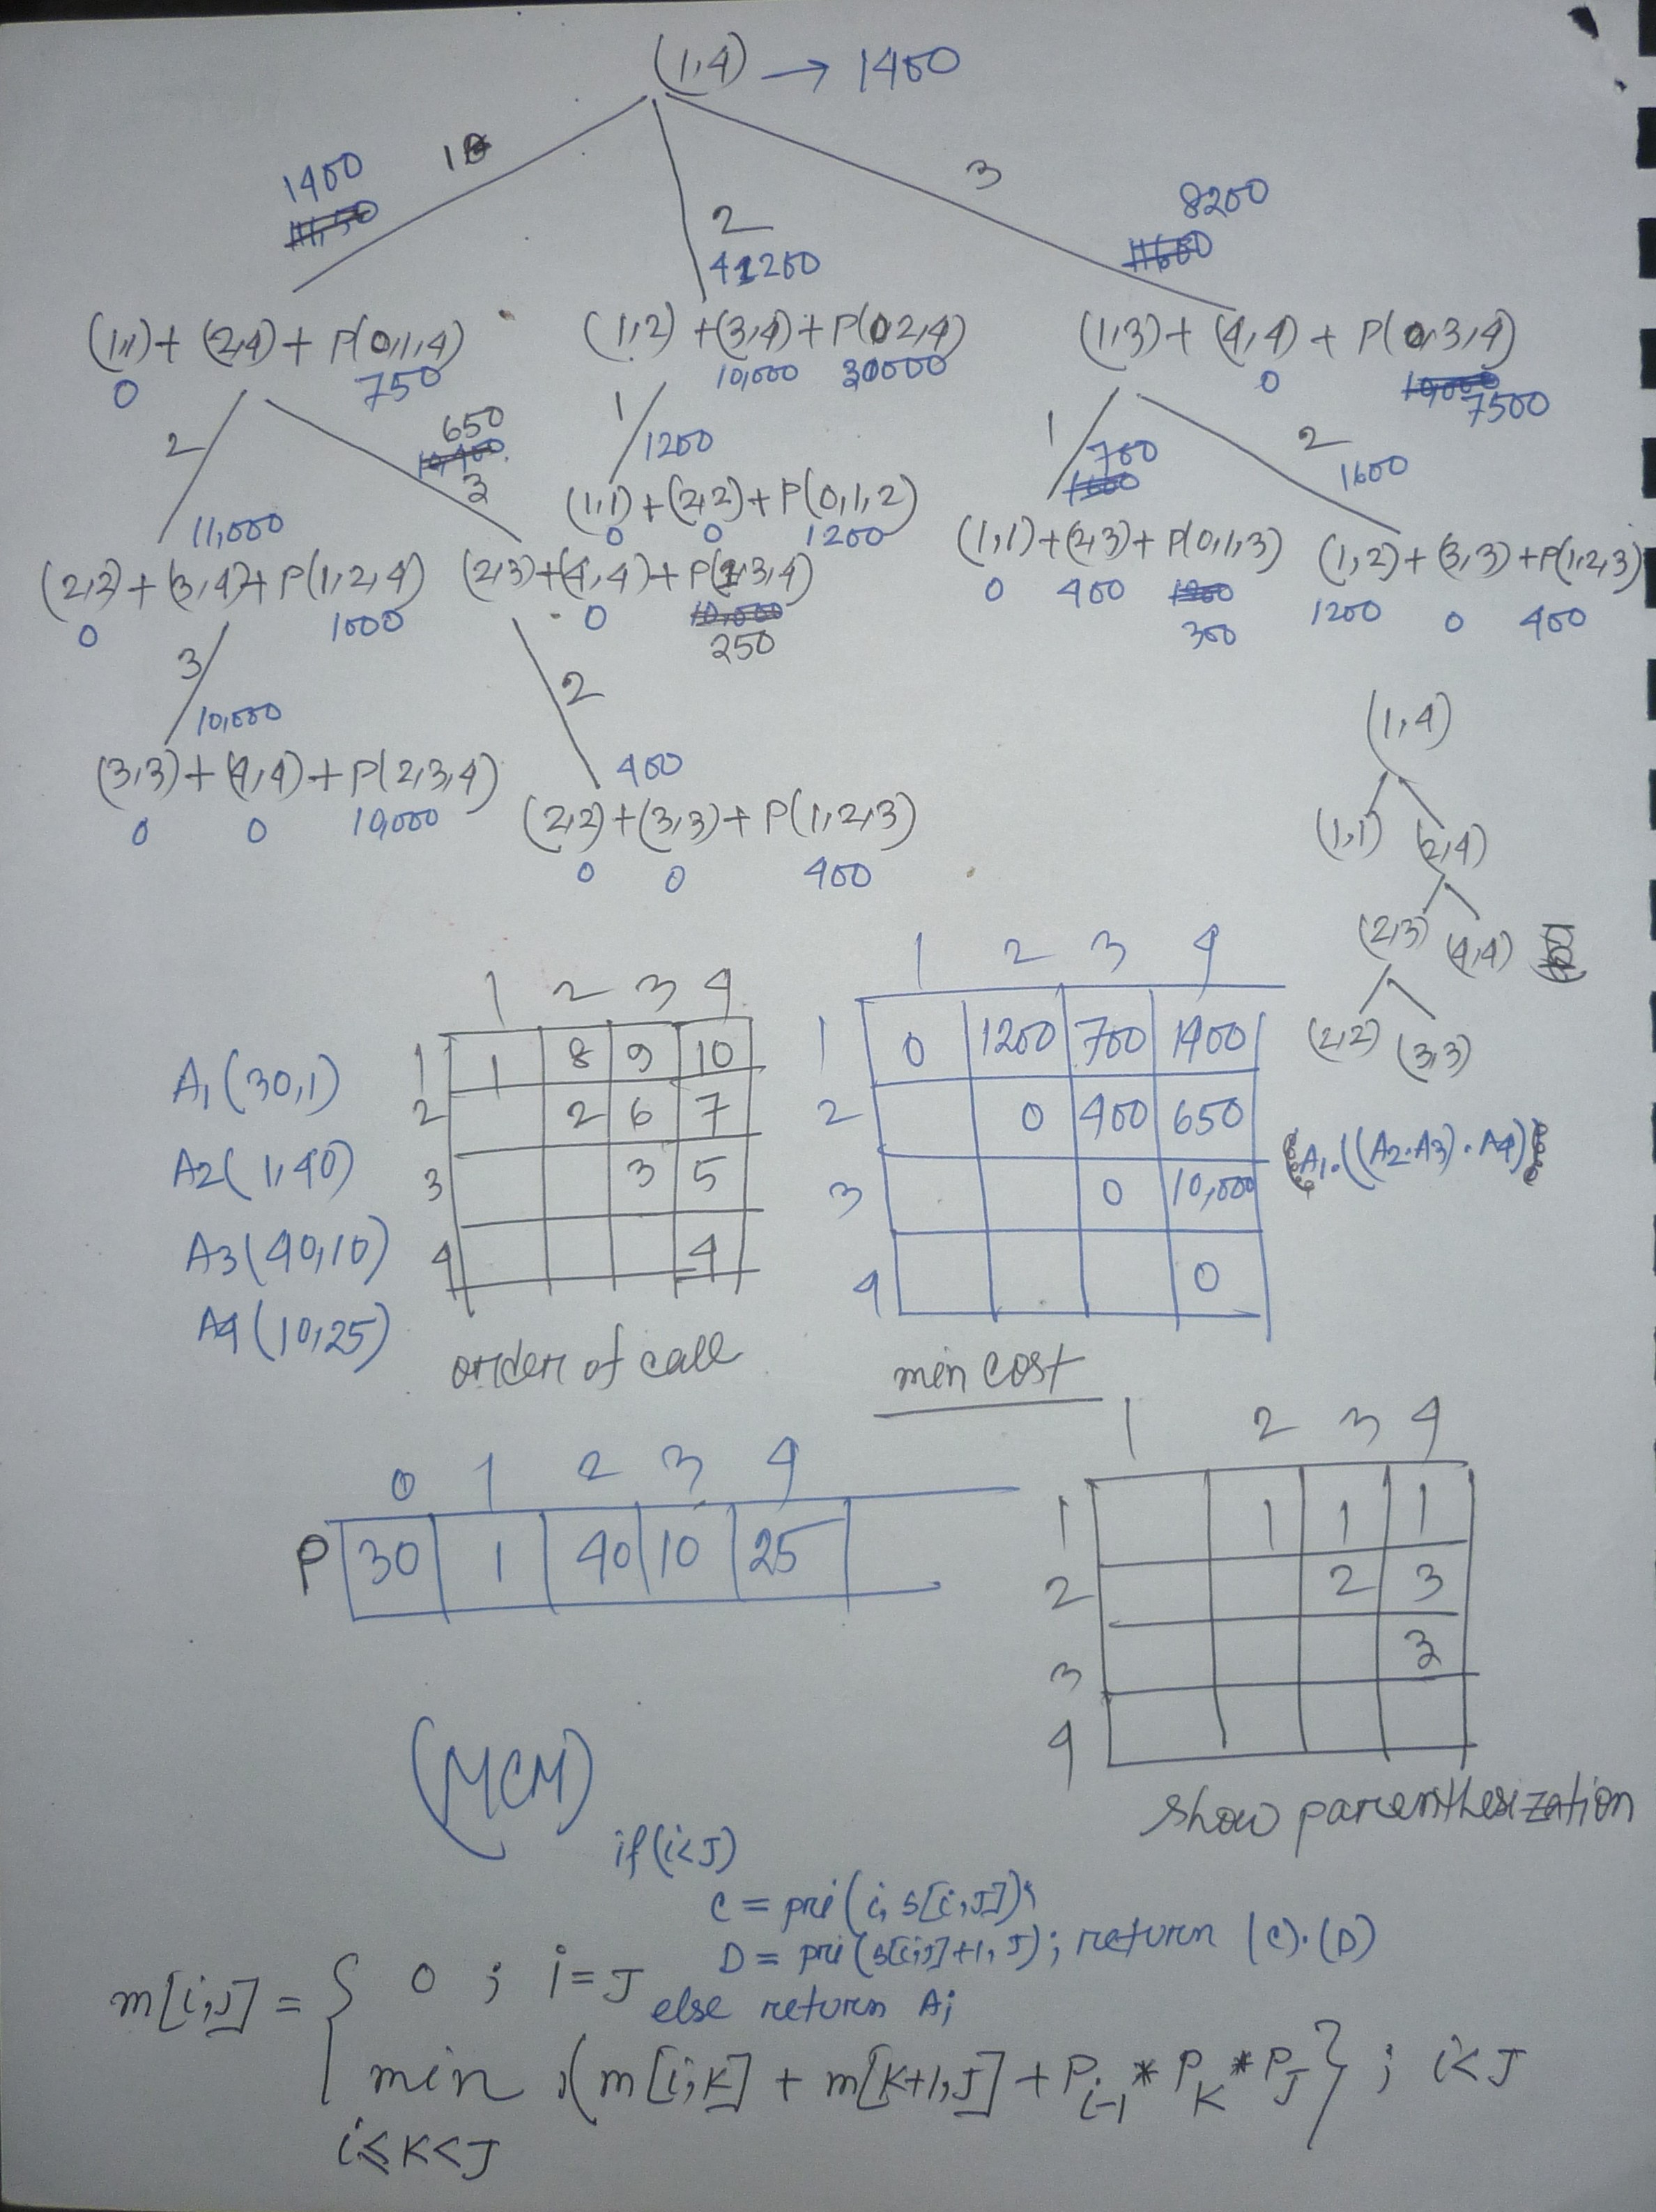 (1,4) → 1400
1 2 3
1400 41200 8200
(1,1)+ (2,4)+ P(0,1,4) (1,2) +(3,4)+ P(0,2,4) (1,3)+ (4,4) + P(0,3,4)
0 750 10,000 30000 0 7500
2 650 3 1 1200 1 700 2 1600
(1,1)+(2,2)+P(0,1,2)
0 0 1200
11,000
(1,1)+(2,3)+P(0,1,3) (1,2)+(3,3)+P(1,2,3)
0 400 300 1200 0 400
(2,2)+(3,4)+P(1,2,4) (2,3)+(4,4)+P(1,3,4)
0 1000 0 250
3 10,000 2 400
(3,3)+(4,4)+P(2,3,4)
0 0 10,000
(2,2)+(3,3)+P(1,2,3)
0 0 400
(1,4)
(1,1) (2,4)
(2,3) (4,4)
(2,2) (3,3)
A1(30,1)
A2(1,40)
A3(40,10)
A4(10,25)
1 2 3 4
1 1 8 9 10
2 2 6 7
3 3 5
4 4
order of call
1 2 3 4
1 0 1200 700 1400
2 0 400 650
3 0 10,000
4 0
min cost
A1.((A2.A3).A4)
0 1 2 3 4
P 30 1 40 10 25
1 2 3 4
1 1 1 1
2 2 3
3 3
4
show parenthesization
(MCM)
if(i<J)
C = pri(i, s[i,J]);
D = pri(s[i,J]+1, J); return (C).(D)
else return Ai
m[i,J] = { 0 ; i=J
min {m[i,K] + m[K+1,J] + Pi-1 * PK * PJ} ; i<J
i≤K<J